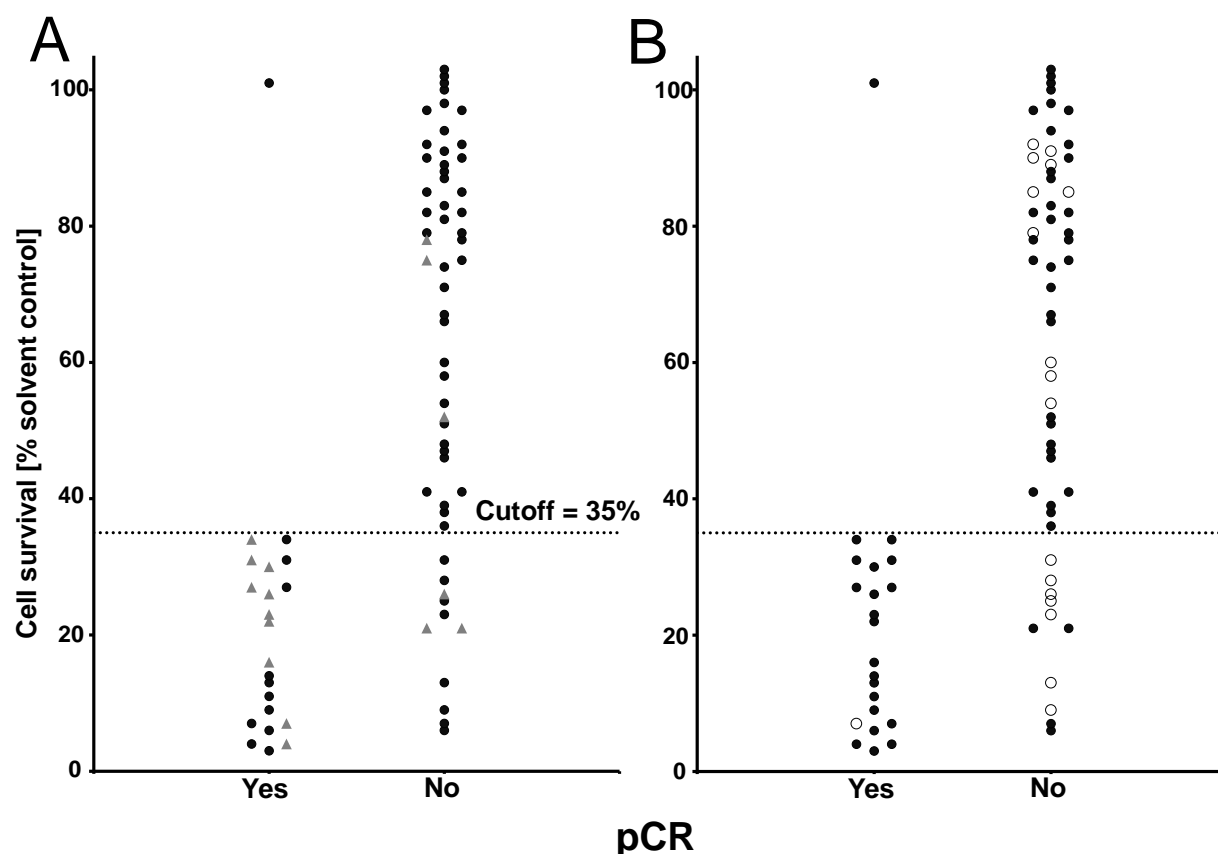 A
B
Cell survival [% solvent control]
100
80
60
40
20
0
Cutoff = 35%
Yes
No
100
80
60
40
20
0
Yes
No
pCR